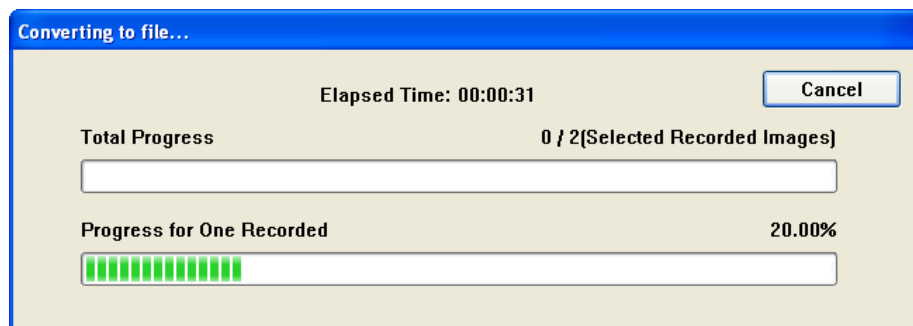 Converting to file...
Elapsed Time: 00:00:31
Cancel
Total Progress
0 / 2(Selected Recorded Images)
Progress for One Recorded
20.00%